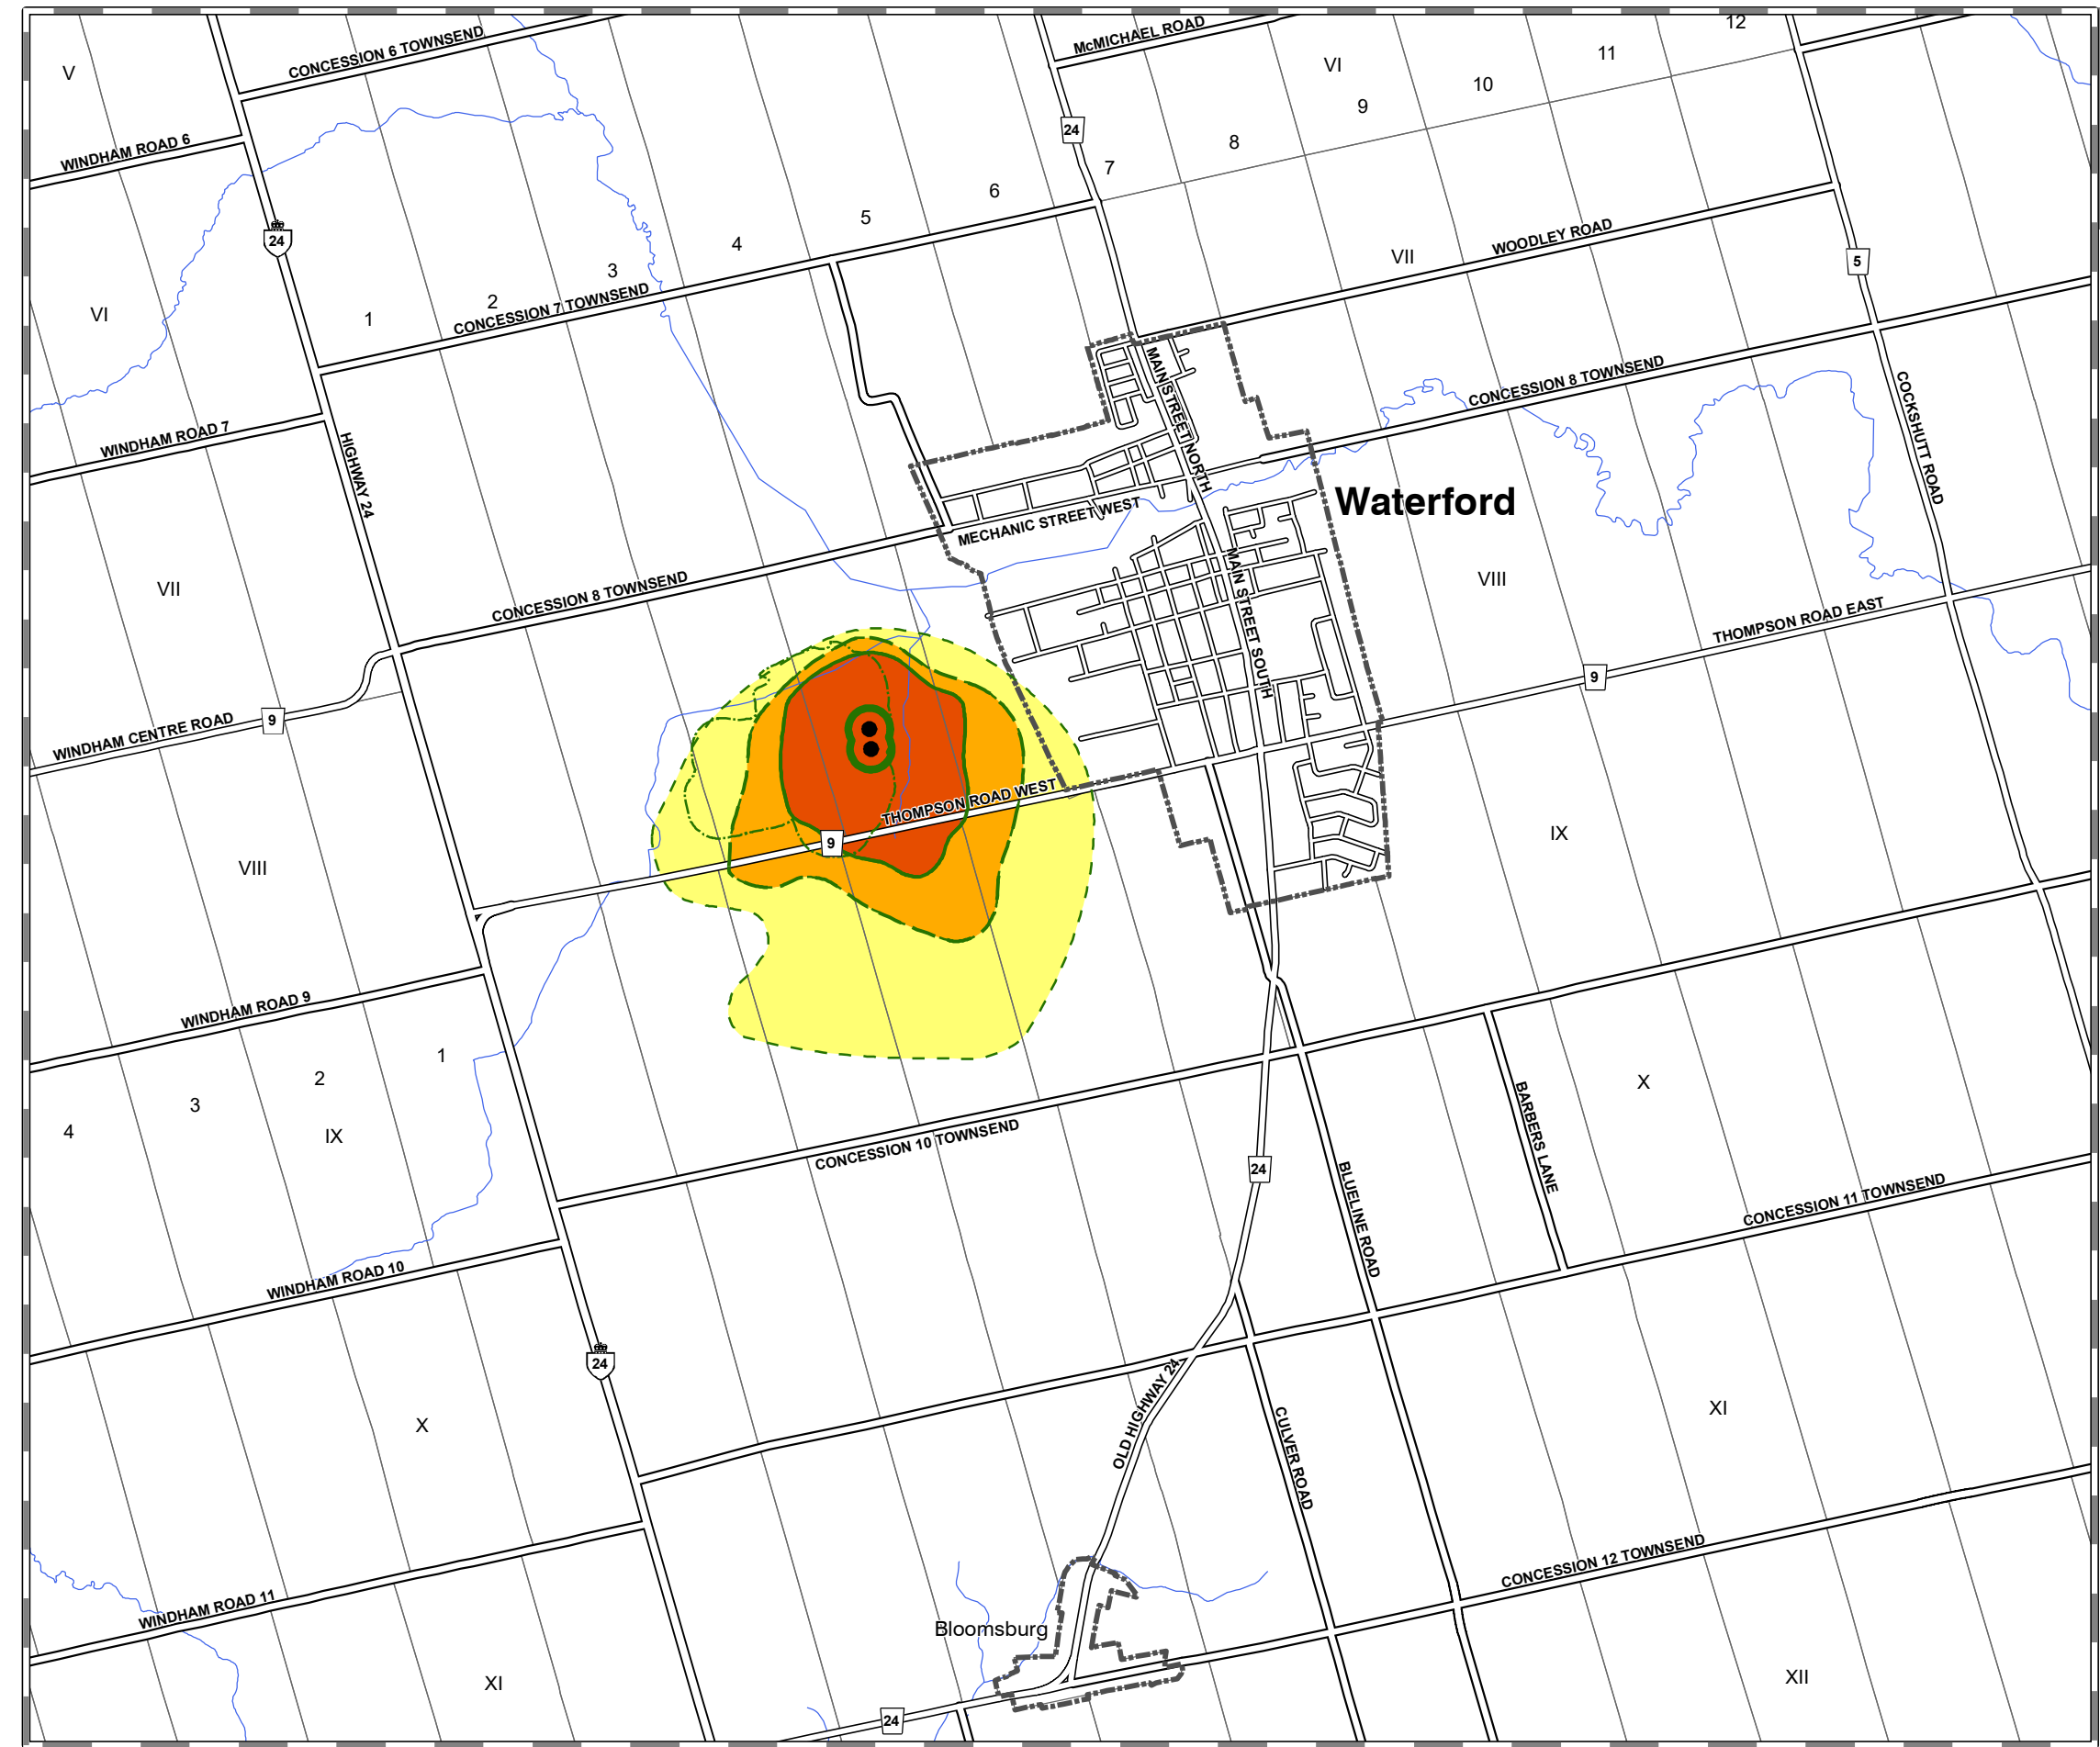 12
McMICHAEL ROAD
CONCESSION 6 TOWNSEND
11
VI
V
10
9
24
8
WINDHAM ROAD 6
7
6
5
24
4
WOODLEY ROAD
VII
5
3
2
CONCESSION 7 TOWNSEND
VI
1
MAIN STREET NORTH
CONCESSION 8 TOWNSEND
COCKSHUTT ROAD
WINDHAM ROAD 7
HIGHWAY 24
Waterford
MECHANIC STREET WEST
VII
CONCESSION 8 TOWNSEND
VIII
MAIN STREET SOUTH
THOMPSON ROAD EAST
9
WINDHAM CENTRE ROAD
9
THOMPSON ROAD WEST
9
IX
VIII
WINDHAM ROAD 9
1
2
3
4
IX
X
BARBERS LANE
CONCESSION 10 TOWNSEND
24
BLUELINE ROAD
CONCESSION 11 TOWNSEND
WINDHAM ROAD 10
24
OLD HIGHWAY 24
CULVER ROAD
X
XI
CONCESSION 12 TOWNSEND
WINDHAM ROAD 11
Bloomsburg
XI
XII
24